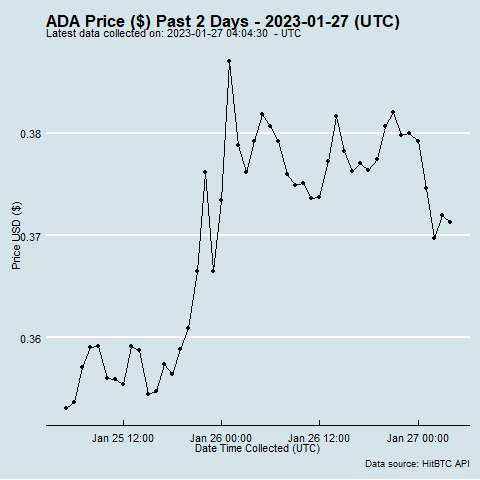 ADA Price ($) Past 2 Days - 2023-01-27 (UTC)
Latest data collected on: 2023-01-27 04:04:30  - UTC
0.38
0.37
0.36
Price USD ($)
Jan 25 12:00
Jan 26 00:00
Jan 26 12:00
Jan 27 00:00
Date Time Collected (UTC)
Data source: HitBTC API